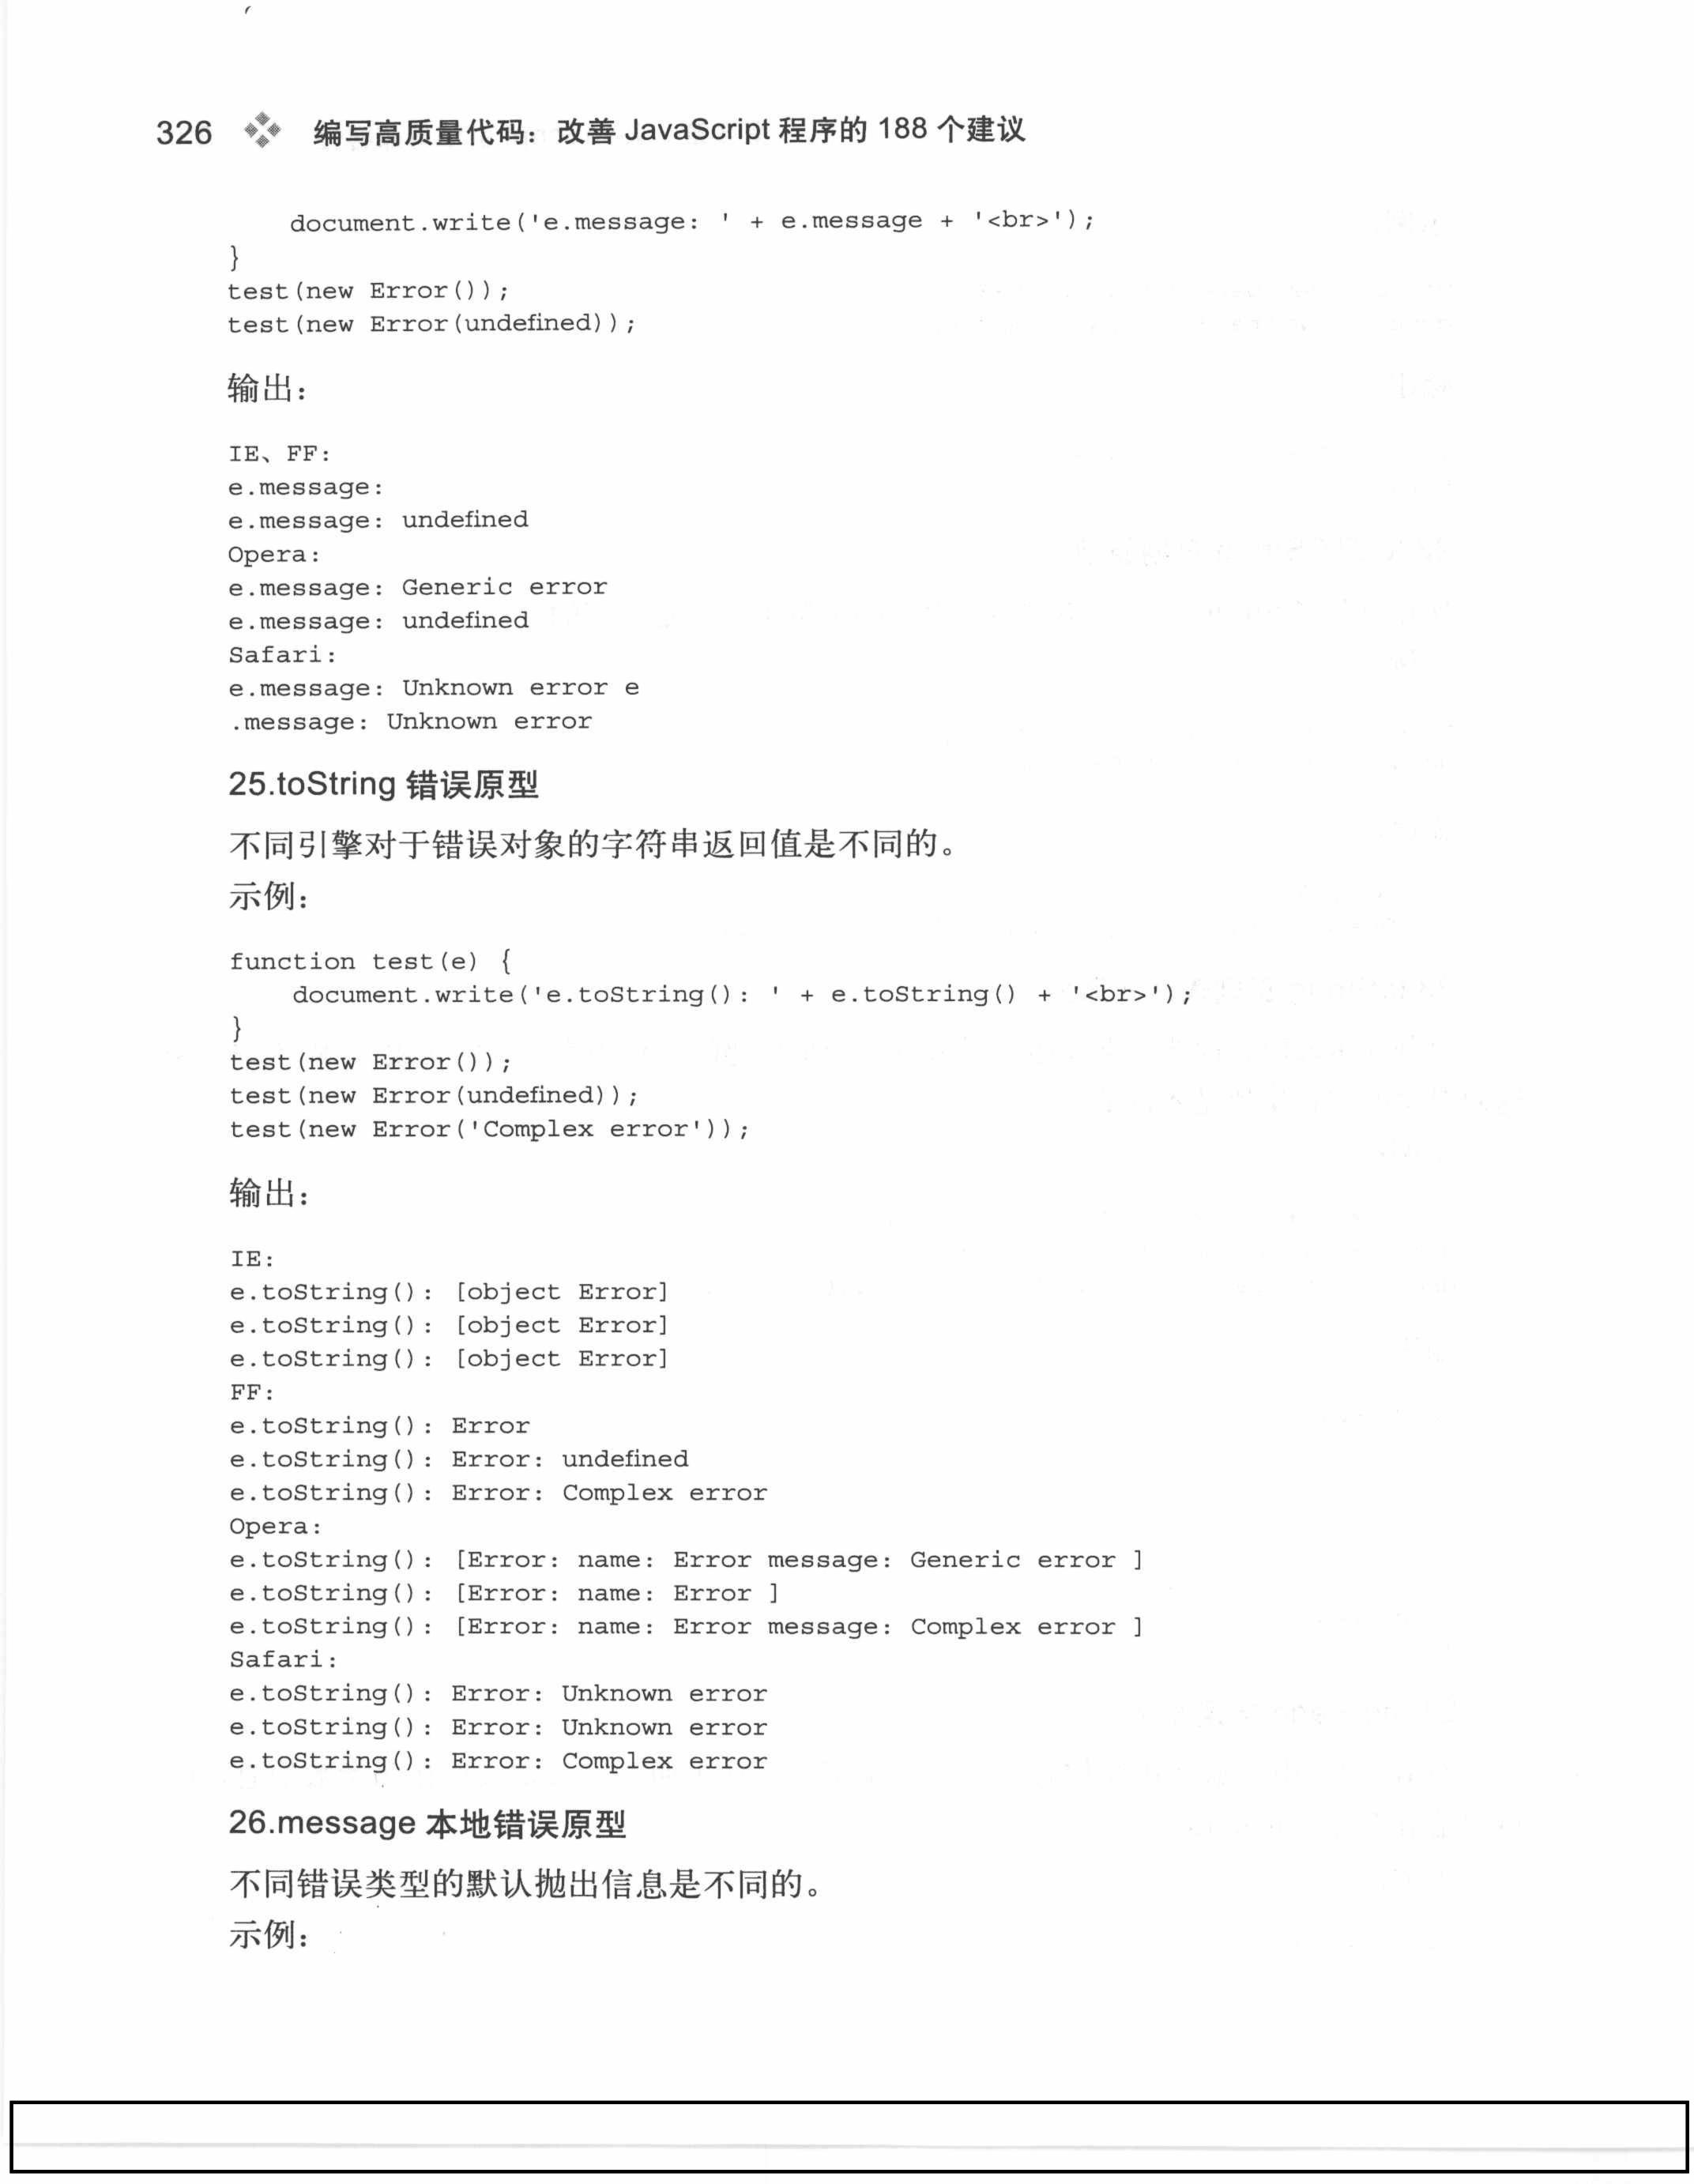 326 编写高质量代码：改善 JavaScript 程序的 188 个建议
    document.write('e.message: ' + e.message + '<br>');
}
test(new Error());
test(new Error(undefined));
输出：
IE、FF:
e.message:
e.message: undefined
Opera:
e.message: Generic error
e.message: undefined
Safari:
e.message: Unknown error e
.message: Unknown error
25.toString 错误原型
不同引擎对于错误对象的字符串返回值是不同的。
示例：
function test(e) {
    document.write('e.toString(): ' + e.toString() + '<br>');
}
test(new Error());
test(new Error(undefined));
test(new Error('Complex error'));
输出：
IE:
e.toString(): [object Error]
e.toString(): [object Error]
e.toString(): [object Error]
FF:
e.toString(): Error
e.toString(): Error: undefined
e.toString(): Error: Complex error
Opera:
e.toString(): [Error: name: Error message: Generic error ]
e.toString(): [Error: name: Error ]
e.toString(): [Error: name: Error message: Complex error ]
Safari:
e.toString(): Error: Unknown error
e.toString(): Error: Unknown error
e.toString(): Error: Complex error
26.message 本地错误原型
不同错误类型的默认抛出信息是不同的。
示例：